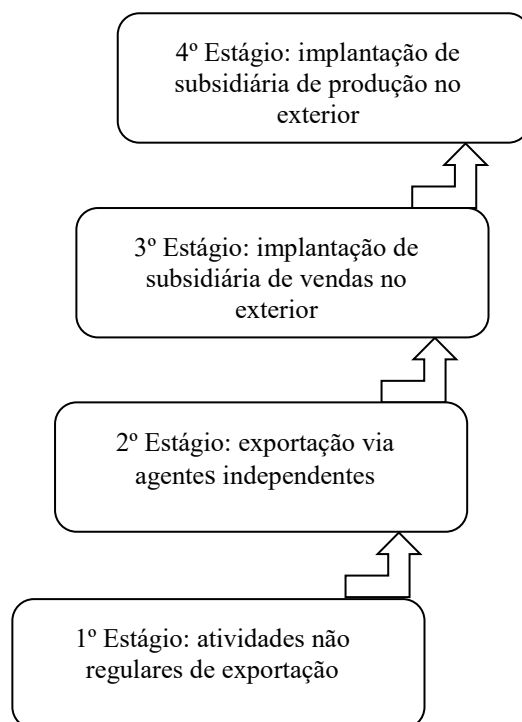 4º Estágio: implantação de
subsidiária de produção no
exterior
3º Estágio: implantação de
subsidiária de vendas no
exterior
2º Estágio: exportação via
agentes independentes
1º Estágio: atividades não
regulares de exportação